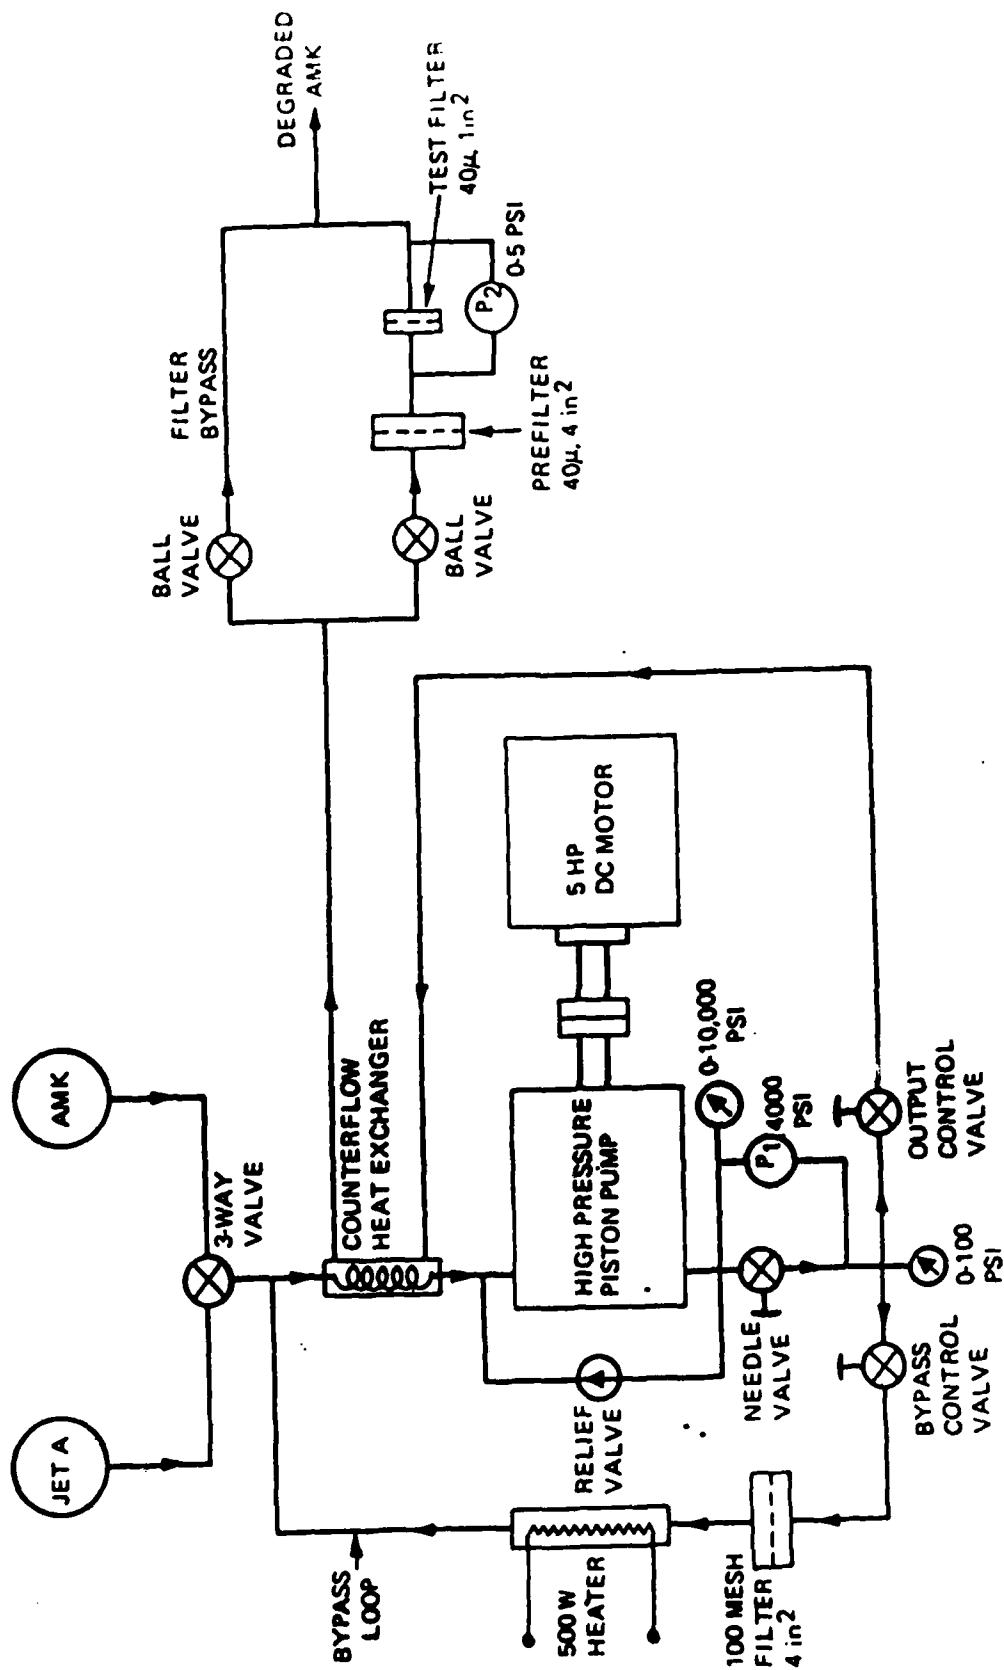 JET A
AMK
3-WAY
VALVE
COUNTERFLOW
HEAT EXCHANGER
BYPASS
LOOP
500W
HEATER
100 MESH
FILTER
4 in²
RELIEF
VALVE
HIGH PRESSURE
PISTON PUMP
5 HP
DC MOTOR
0-10,000
PSI
P1
4000
PSI
NEEDLE
VALVE
0-100
PSI
BYPASS
CONTROL
VALVE
OUTPUT
CONTROL
VALVE
BALL
VALVE
BALL
VALVE
FILTER
BYPASS
PREFILTER
40μ, 4 in²
P2
0-5 PSI
TEST FILTER
40μ, 1in²
DEGRADED
AMK